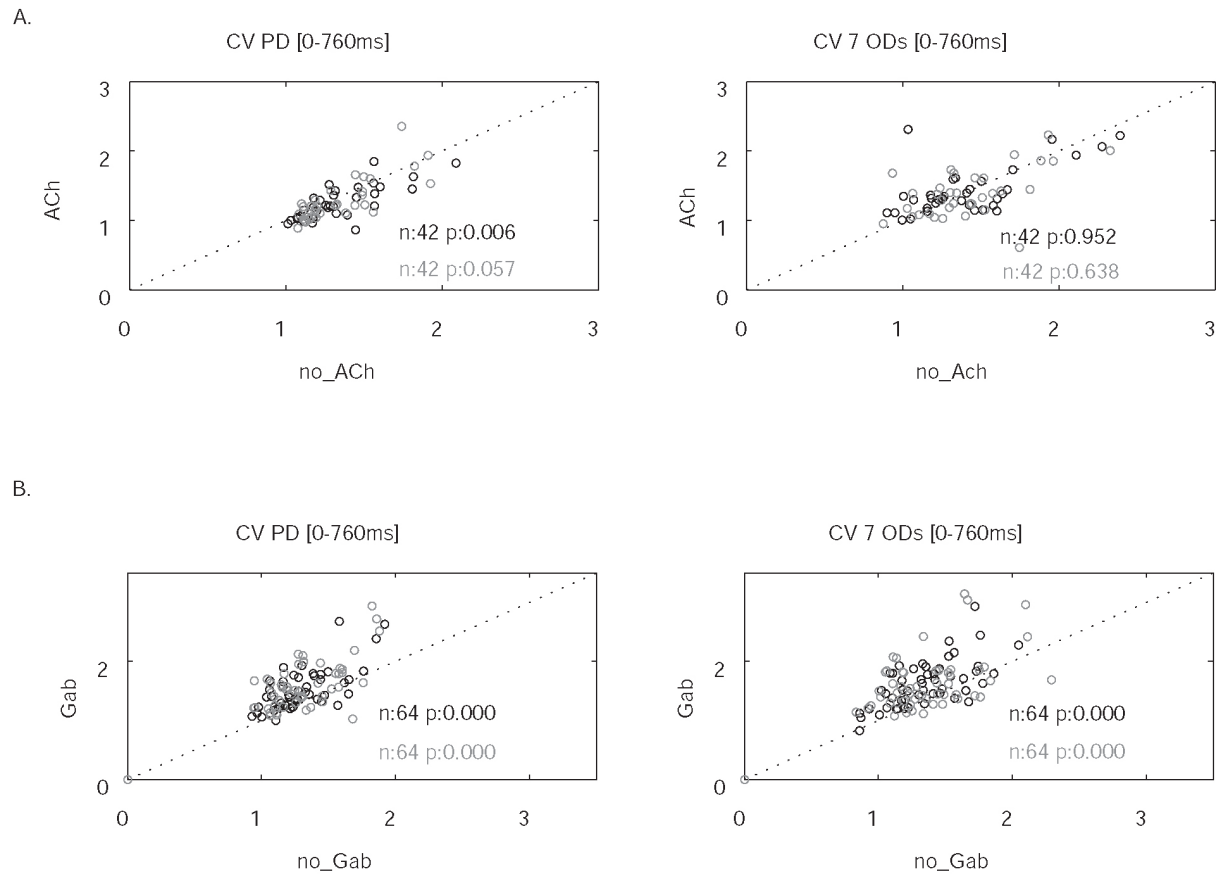 A.
CV PD [0-760ms]
3
2
1
0
ACh
n:42 p:0.006
n:42 p:0.057
0 1 2 3
no_ACh
CV 7 ODs [0-760ms]
3
2
1
0
ACh
n:42 p:0.952
n:42 p:0.638
0 1 2 3
no_Ach
B.
CV PD [0-760ms]
2
0
Gab
n:64 p:0.000
n:64 p:0.000
0 1 2 3
no_Gab
CV 7 ODs [0-760ms]
2
0
Gab
n:64 p:0.000
n:64 p:0.000
0 1 2 3
no_Gab